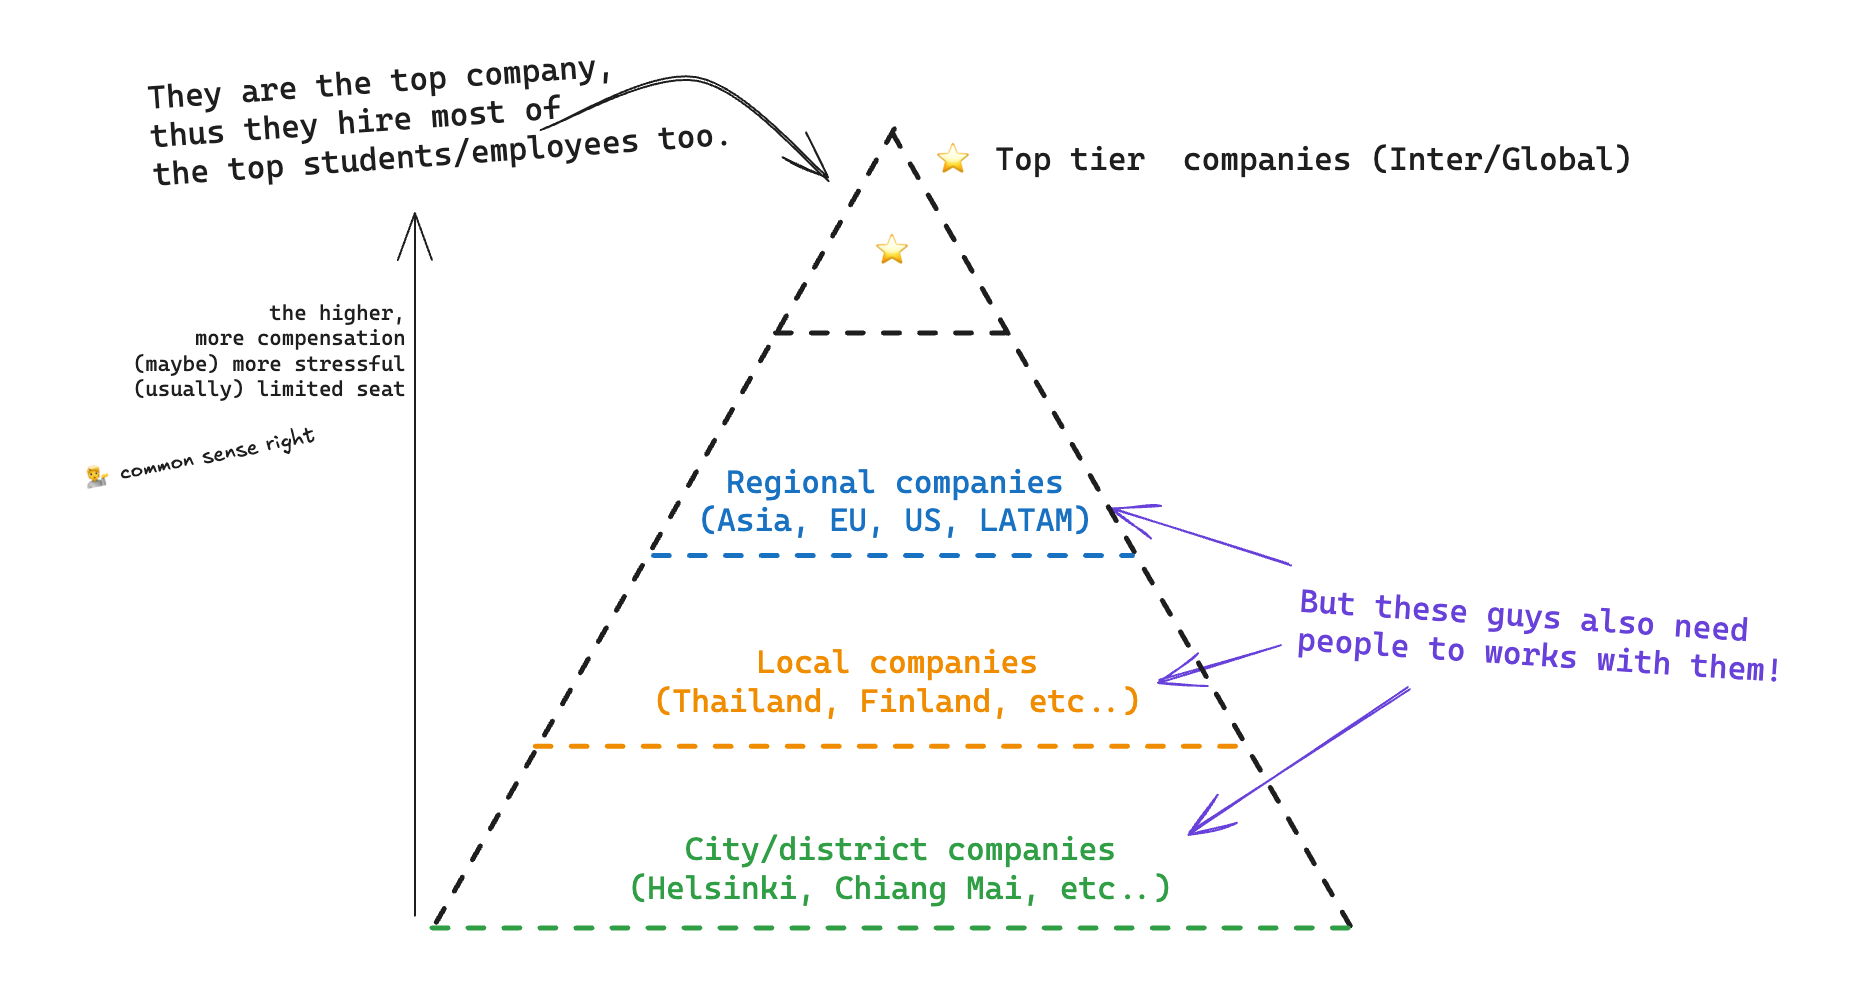 They are the top company,
thus they hire most of
the top students/employees too.
⭐ Top tier companies (Inter/Global)
the higher,
more compensation
(maybe) more stressful
(usually) limited seat
common sense right
Regional companies
(Asia, EU, US, LATAM)
But these guys also need
people to works with them!
Local companies
(Thailand, Finland, etc..)
City/district companies
(Helsinki, Chiang Mai, etc..)